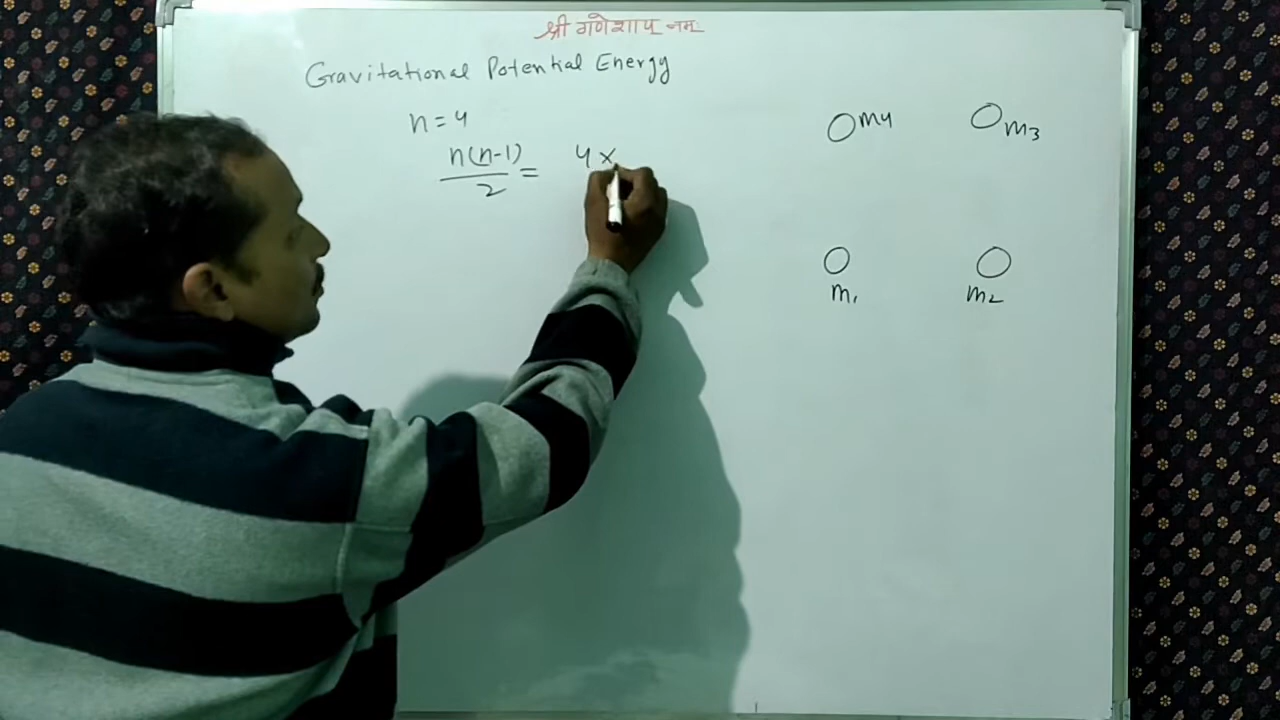 श्री गणेशाय नमः
Gravitational Potential Energy
n = 4
n(n-1)/2 = 4 ×
m4
m3
m1
m2